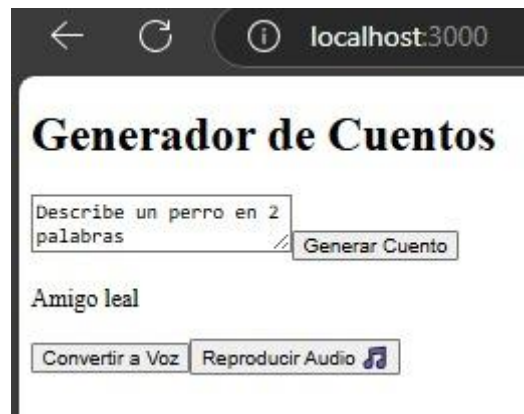 localhost:3000
Generador de Cuentos
Describe un perro en 2
palabras
Generar Cuento
Amigo leal
Convertir a Voz Reproducir Audio 🎵